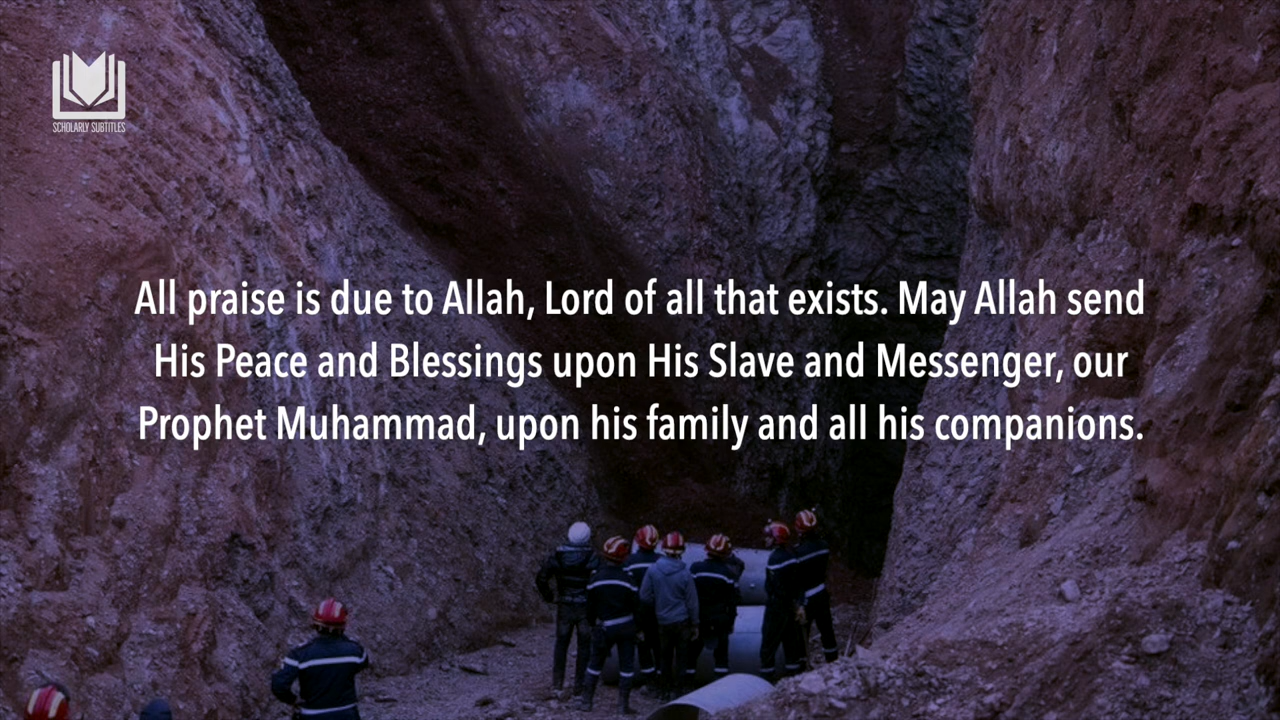 SCHOLARLY SUBTITLES
All praise is due to Allah, Lord of all that exists. May Allah send
His Peace and Blessings upon His Slave and Messenger, our
Prophet Muhammad, upon his family and all his companions.